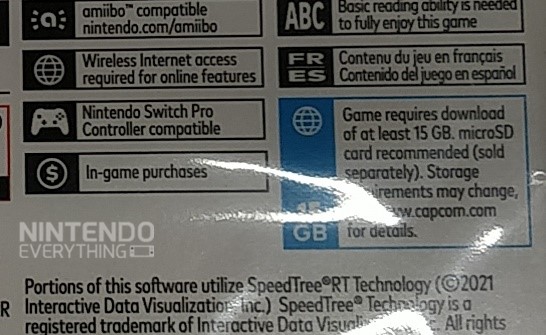 amiibo™ compatible
nintendo.com/amiibo
Wireless Internet access
required for online features
Nintendo Switch Pro
Controller compatible
$
In-game purchases
ABC
Basic reading ability is needed
to fully enjoy this game
FR
ES
Contenu du jeu en français
Contenido del juego en español
Game requires download
of at least 15 GB. microSD
card recommended (sold
separately). Storage
may change,
for details.
GB
NINTENDO
EVERYTHING
Portions of this software utilize SpeedTree®RT Technology (©2021
R
Interactive Data Inc.) SpeedTree® Technology is a
registered trademark of Interactive Data All rights